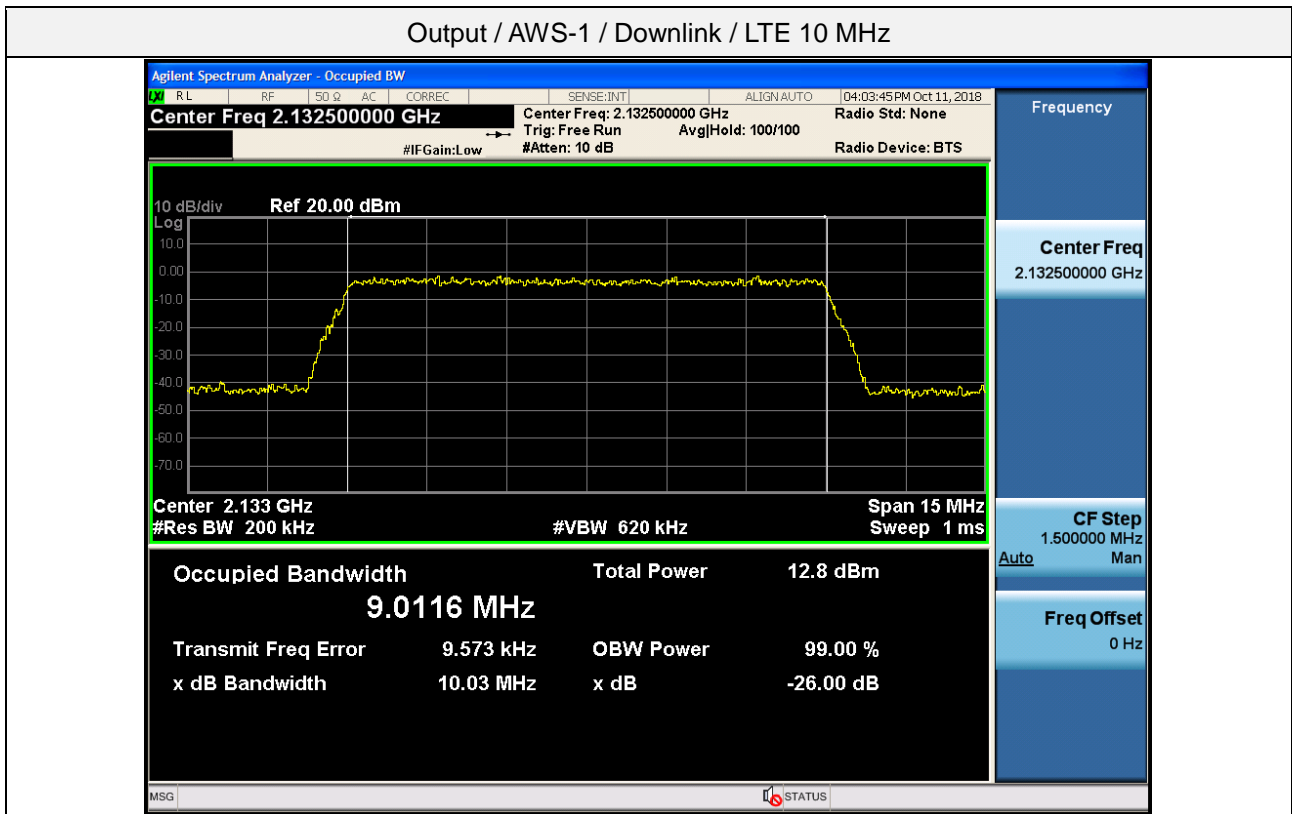 Output / AWS-1 / Downlink / LTE 10 MHz
Agilent Spectrum Analyzer - Occupied BW
LXI RL RF 50 Ω AC CORREC SENSE:INT ALIGN AUTO 04:03:45 PM Oct 11, 2018
Center Freq 2.132500000 GHz
Center Freq: 2.132500000 GHz
Radio Std: None
Trig: Free Run Avg|Hold: 100/100
#IFGain:Low
#Atten: 10 dB
Radio Device: BTS
10 dB/div Ref 20.00 dBm
Log
10.0
0.00
-10.0
-20.0
-30.0
-40.0
-50.0
-60.0
-70.0
Center 2.133 GHz Span 15 MHz
#Res BW 200 kHz #VBW 620 kHz Sweep 1 ms
Occupied Bandwidth Total Power 12.8 dBm
9.0116 MHz
Transmit Freq Error 9.573 kHz OBW Power 99.00 %
x dB Bandwidth 10.03 MHz x dB -26.00 dB
Frequency
Center Freq
2.132500000 GHz
CF Step
1.500000 MHz
Auto Man
Freq Offset
0 Hz
MSG STATUS